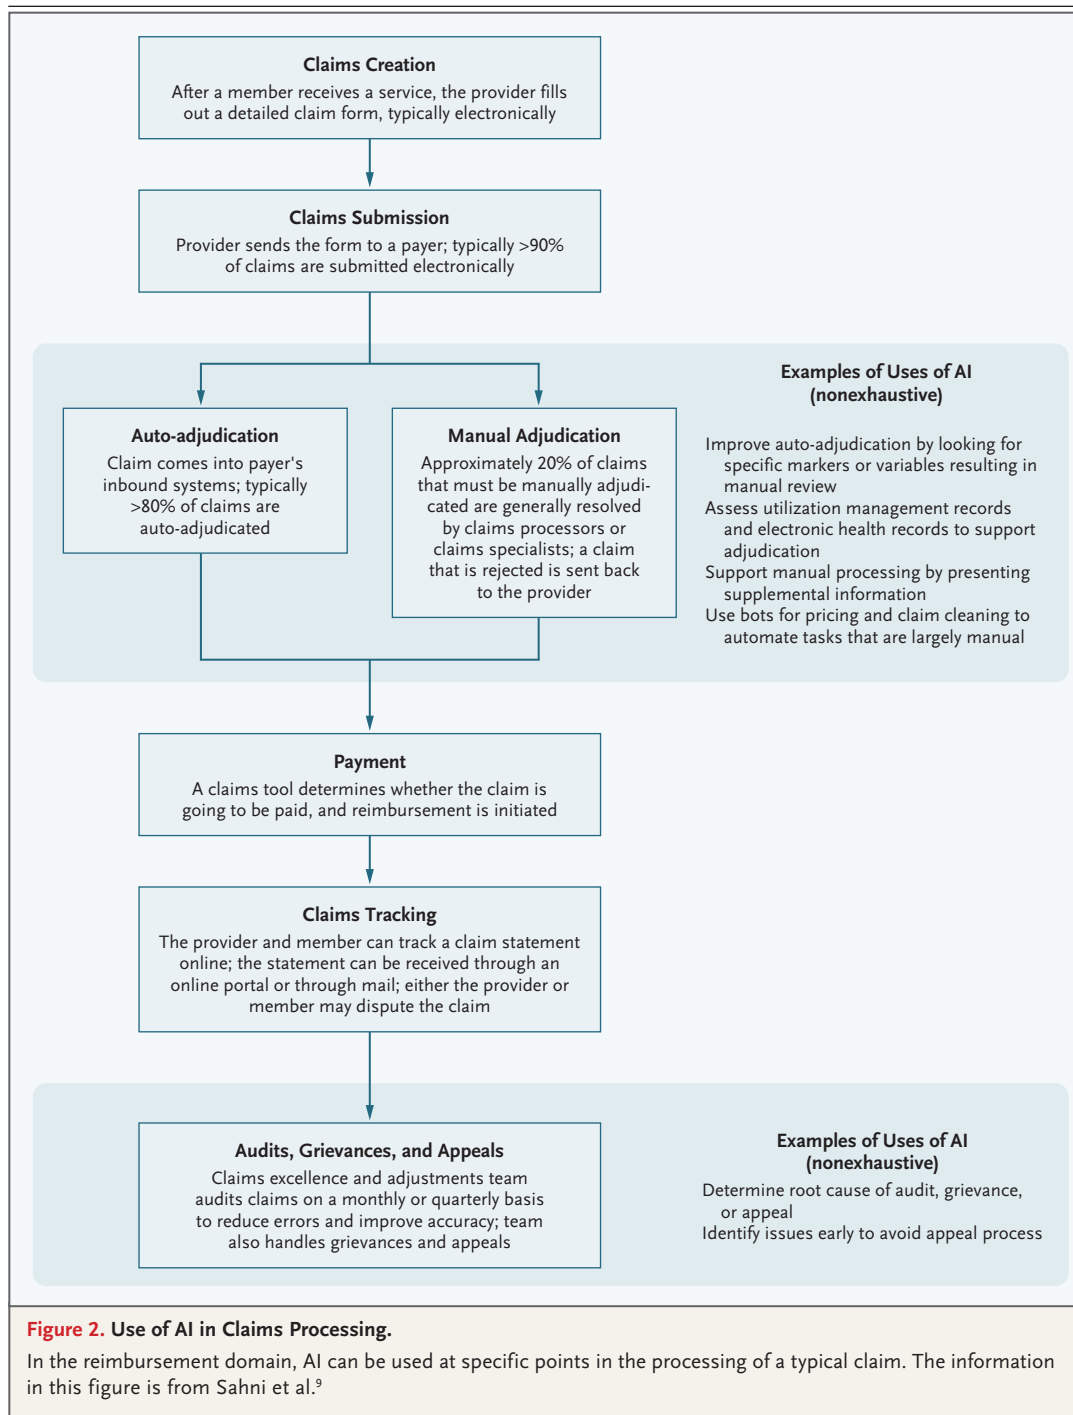 Claims Creation
After a member receives a service, the provider fills
out a detailed claim form, typically electronically
Claims Submission
Provider sends the form to a payer; typically >90%
of claims are submitted electronically
Auto-adjudication
Claim comes into payer's
inbound systems; typically
>80% of claims are
auto-adjudicated
Manual Adjudication
Approximately 20% of claims
that must be manually adjudi-
cated are generally resolved
by claims processors or
claims specialists; a claim
that is rejected is sent back
to the provider
Examples of Uses of AI
(nonexhaustive)
Improve auto-adjudication by looking for
specific markers or variables resulting in
manual review
Assess utilization management records
and electronic health records to support
adjudication
Support manual processing by presenting
supplemental information
Use bots for pricing and claim cleaning to
automate tasks that are largely manual
Payment
A claims tool determines whether the claim is
going to be paid, and reimbursement is initiated
Claims Tracking
The provider and member can track a claim statement
online; the statement can be received through an
online portal or through mail; either the provider or
member may dispute the claim
Audits, Grievances, and Appeals
Claims excellence and adjustments team
audits claims on a monthly or quarterly basis
to reduce errors and improve accuracy; team
also handles grievances and appeals
Examples of Uses of AI
(nonexhaustive)
Determine root cause of audit, grievance,
or appeal
Identify issues early to avoid appeal process
Figure 2. Use of AI in Claims Processing.
In the reimbursement domain, AI can be used at specific points in the processing of a typical claim. The information
in this figure is from Sahni et al.⁹